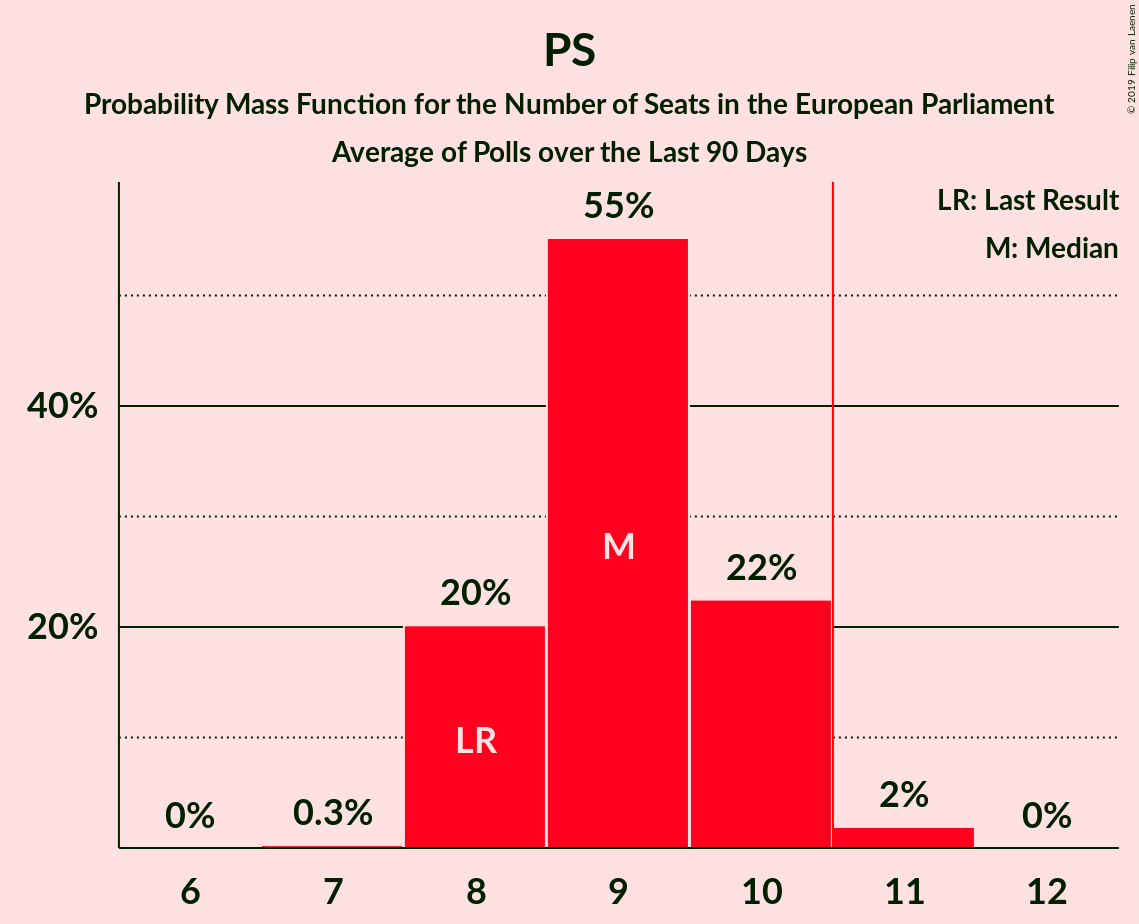 PS
Probability Mass Function for the Number of Seats in the European Parliament
Average of Polls over the Last 90 Days
© 2019 Filip van Laenen
LR: Last Result
M: Median
55%
40%
M
22%
20%
20%
LR
0%
0.3%
2%
0%
6 7 8 9 10 11 12